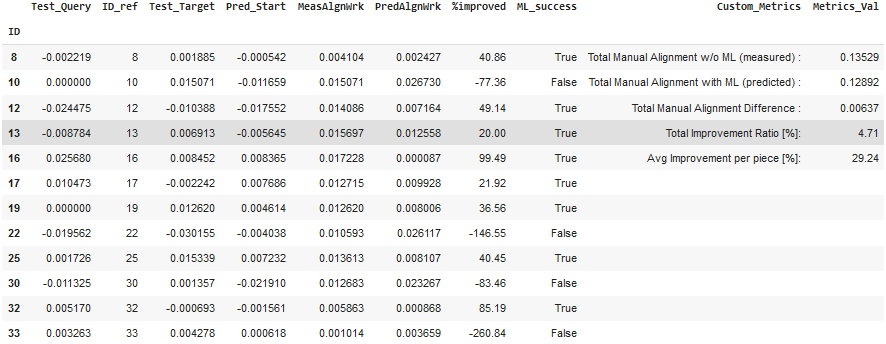 Test_Query ID_ref Test_Target Pred_Start MeasAlgnWrk PredAlgnWrk %improved ML_success Custom_Metrics Metrics_Val
ID
8 -0.002219 8 0.001885 -0.000542 0.004104 0.002427 40.86 True Total Manual Alignment w/o ML (measured) : 0.13529
10 0.000000 10 0.015071 -0.011659 0.015071 0.026730 -77.36 False Total Manual Alignment with ML (predicted) : 0.12892
12 -0.024475 12 -0.010388 -0.017552 0.014086 0.007164 49.14 True Total Manual Alignment Difference : 0.00637
13 -0.008784 13 0.006913 -0.005645 0.015697 0.012558 20.00 True Total Improvement Ratio [%]: 4.71
16 0.025680 16 0.008452 0.008365 0.017228 0.000087 99.49 True Avg Improvement per piece [%]: 29.24
17 0.010473 17 -0.002242 0.007686 0.012715 0.009928 21.92 True
19 0.000000 19 0.012620 0.004614 0.012620 0.008006 36.56 True
22 -0.019562 22 -0.030155 -0.004038 0.010593 0.026117 -146.55 False
25 0.001726 25 0.015339 0.007232 0.013613 0.008107 40.45 True
30 -0.011325 30 0.001357 -0.021910 0.012683 0.023267 -83.46 False
32 0.005170 32 -0.000693 -0.001561 0.005863 0.000868 85.19 True
33 0.003263 33 0.004278 0.000618 0.001014 0.003659 -260.84 False